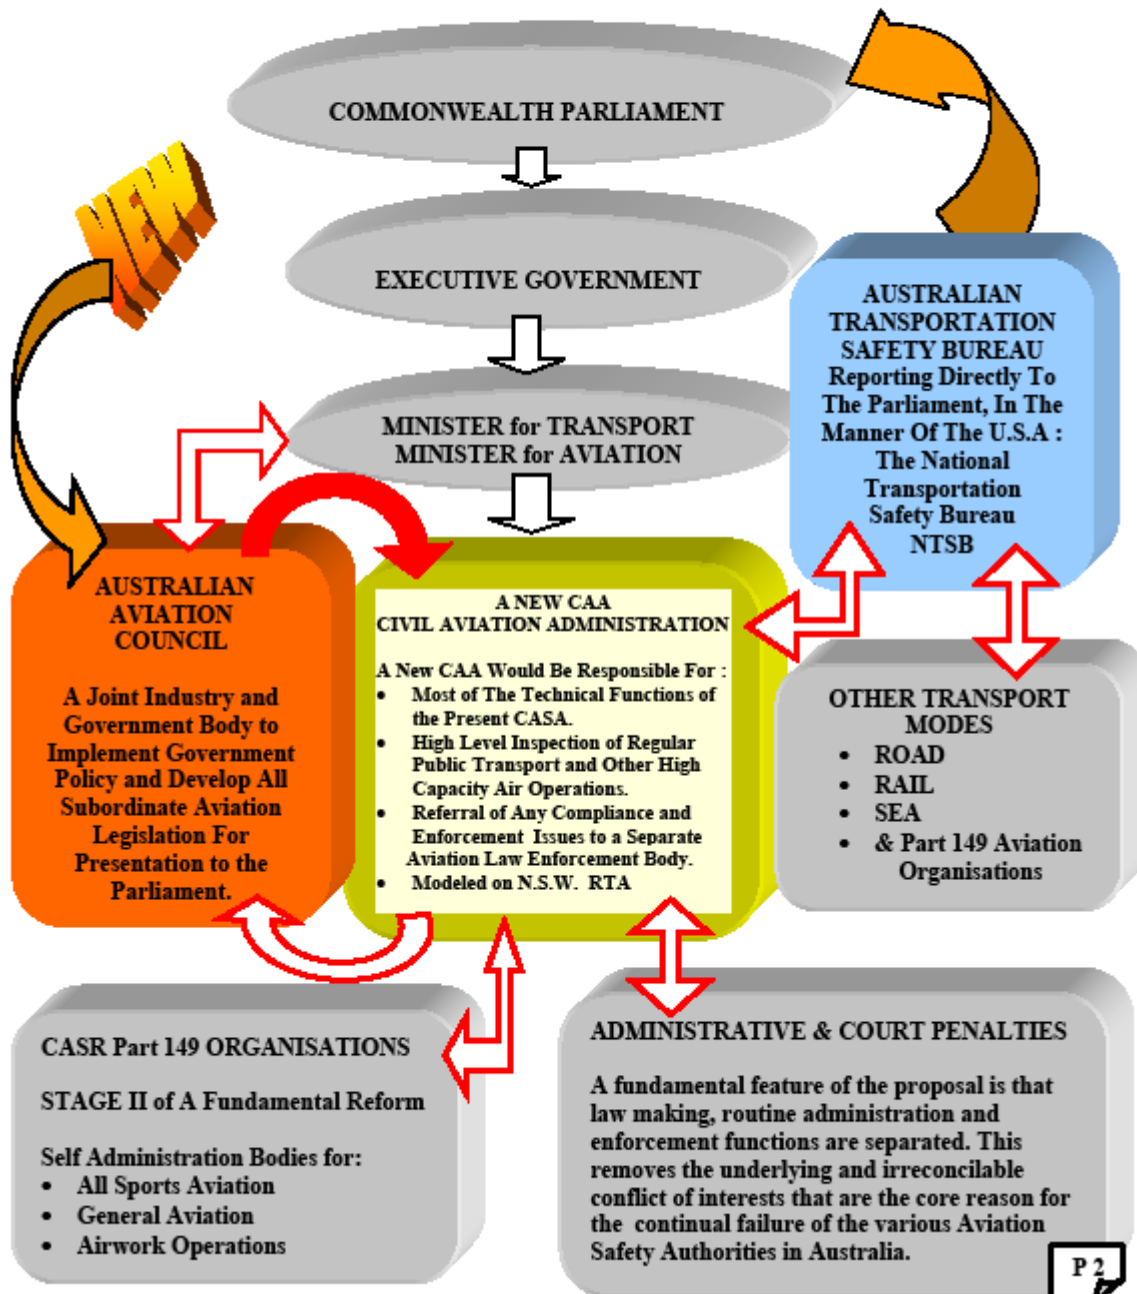 COMMONWEALTH PARLIAMENT
NEW
EXECUTIVE GOVERNMENT
MINISTER for TRANSPORT
MINISTER for AVIATION
AUSTRALIAN
TRANSPORTATION
SAFETY BUREAU
Reporting Directly To
The Parliament, In The
Manner Of The U.S.A :
The National
Transportation
Safety Bureau
NTSB
AUSTRALIAN
AVIATION
COUNCIL
A Joint Industry and
Government Body to
Implement Government
Policy and Develop All
Subordinate Aviation
Legislation For
Presentation to the
Parliament.
A NEW CAA
CIVIL AVIATION ADMINISTRATION
A New CAA Would Be Responsible For :
• Most of The Technical Functions of
the Present CASA.
• High Level Inspection of Regular
Public Transport and Other High
Capacity Air Operations.
• Referral of Any Compliance and
Enforcement Issues to a Separate
Aviation Law Enforcement Body.
• Modeled on N.S.W. RTA
OTHER TRANSPORT
MODES
• ROAD
• RAIL
• SEA
• & Part 149 Aviation
Organisations
CASR Part 149 ORGANISATIONS
STAGE II of A Fundamental Reform
Self Administration Bodies for:
• All Sports Aviation
• General Aviation
• Airwork Operations
ADMINISTRATIVE & COURT PENALTIES
A fundamental feature of the proposal is that
law making, routine administration and
enforcement functions are separated. This
removes the underlying and irreconcilable
conflict of interests that are the core reason for
the continual failure of the various Aviation
Safety Authorities in Australia.
P 2